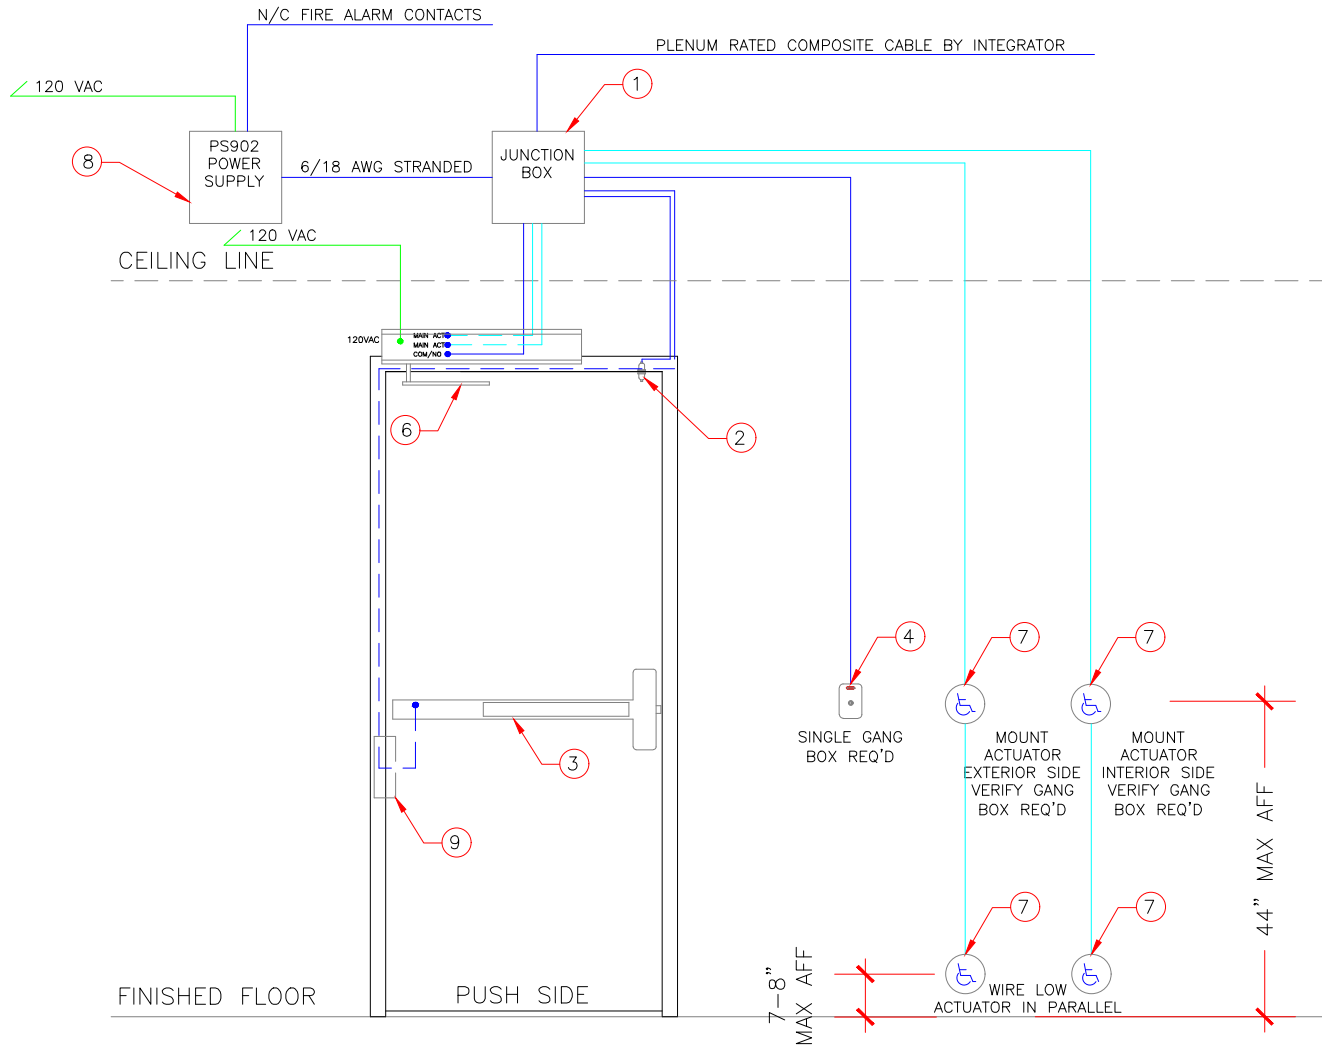 N/C FIRE ALARM CONTACTS
PLENUM RATED COMPOSITE CABLE BY INTEGRATOR
120 VAC
1
PS902
POWER
SUPPLY
8
6/18 AWG STRANDED
JUNCTION
BOX
120 VAC
CEILING LINE
120VAC
MAIN ACT
MAIN ACT
COM/NO
6
2
4
7
7
SINGLE GANG
BOX REQ'D
MOUNT
ACTUATOR
EXTERIOR SIDE
VERIFY GANG
BOX REQ'D
MOUNT
ACTUATOR
INTERIOR SIDE
VERIFY GANG
BOX REQ'D
3
9
44" MAX AFF
7
7
7-8"
MAX AFF
WIRE LOW
ACTUATOR IN PARALLEL
FINISHED FLOOR
PUSH SIDE